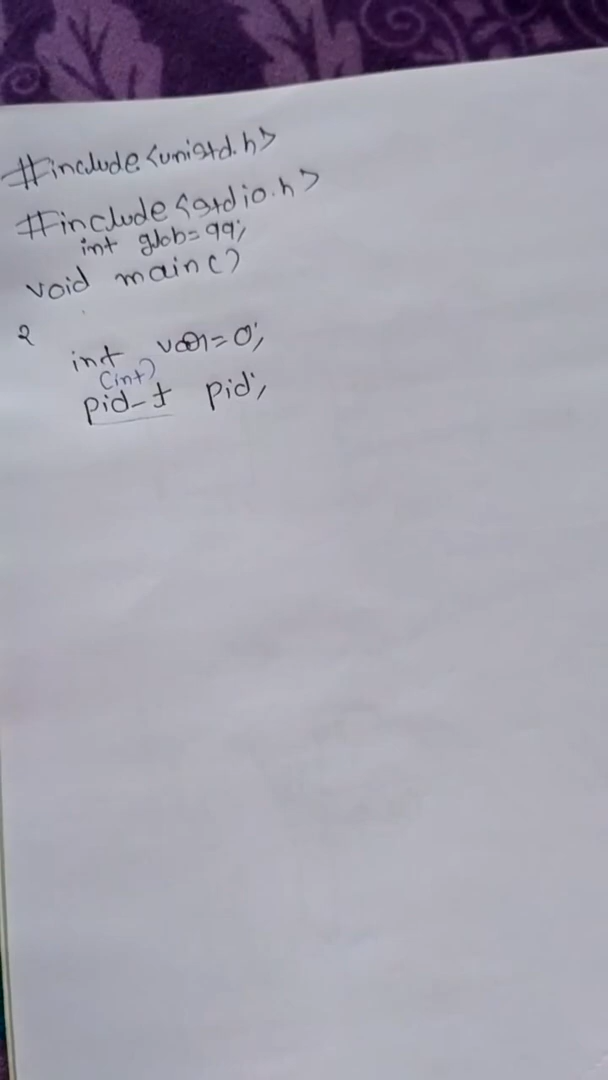 #include<unistd.h>
#include<stdio.h>
int glob=99;
void main()
{
int var=0;
(int)
pid_t pid;